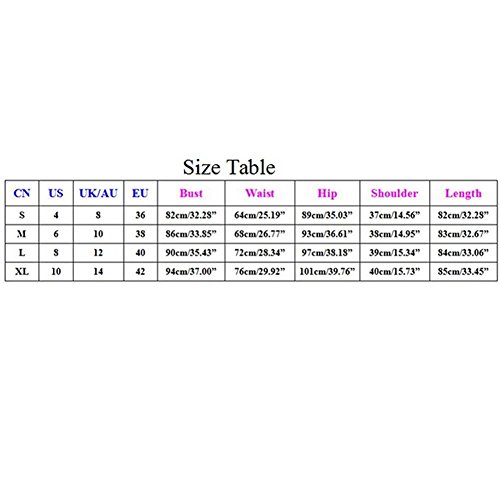 Size Table
CN US UK/AU EU Bust Waist Hip Shoulder Length
S 4 8 36 82cm/32.28” 64cm/25.19” 89cm/35.03” 37cm/14.56” 82cm/32.28”
M 6 10 38 86cm/33.85” 68cm/26.77” 93cm/36.61” 38cm/14.95” 83cm/32.67”
L 8 12 40 90cm/35.43” 72cm/28.34” 97cm/38.18” 39cm/15.34” 84cm/33.06”
XL 10 14 42 94cm/37.00” 76cm/29.92” 101cm/39.76” 40cm/15.73” 85cm/33.45”